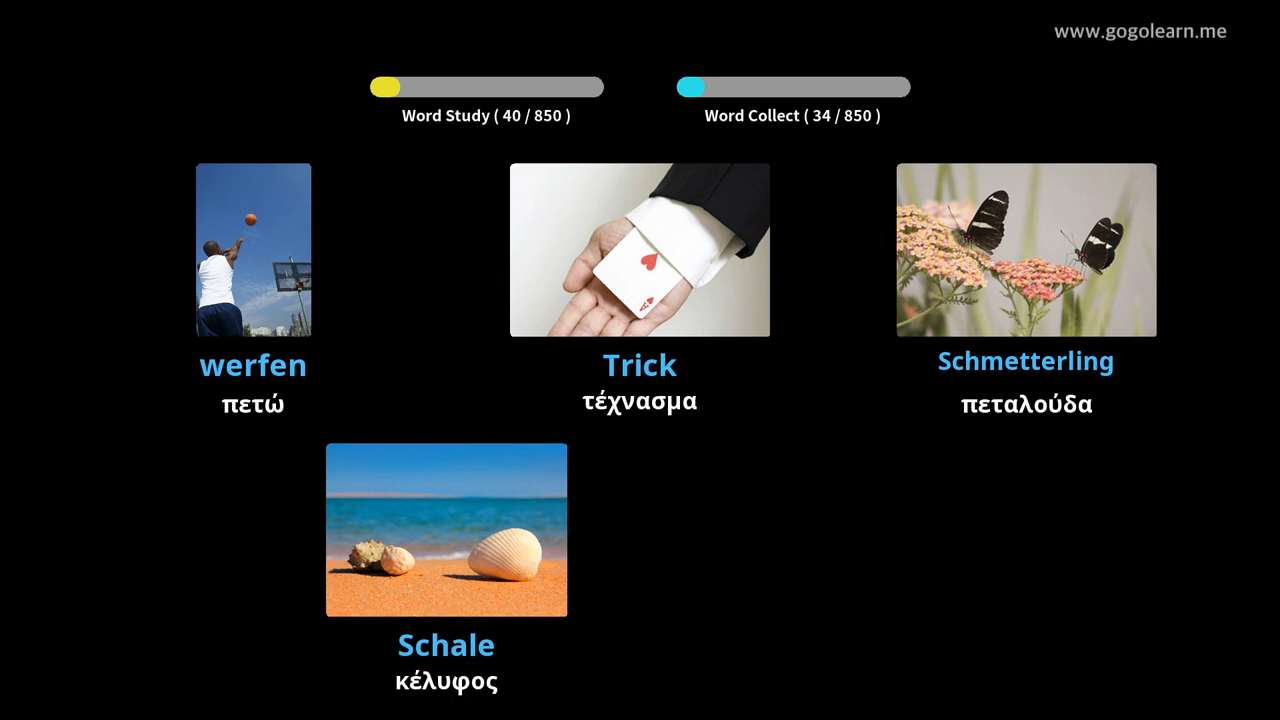 www.gogolearn.me
Word Study ( 40 / 850 )
Word Collect ( 34 / 850 )
werfen
πετώ
Trick
τέχνασμα
Schmetterling
πεταλούδα
Schale
κέλυφος